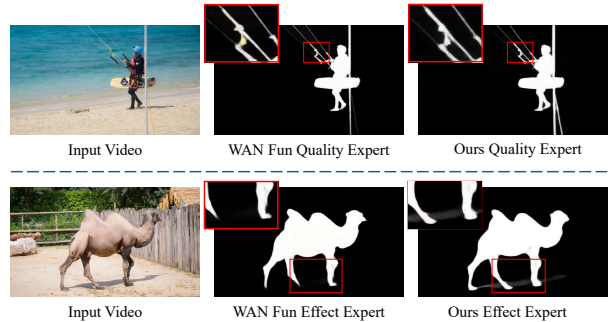 Input Video
WAN Fun Quality Expert
Ours Quality Expert
Input Video
WAN Fun Effect Expert
Ours Effect Expert